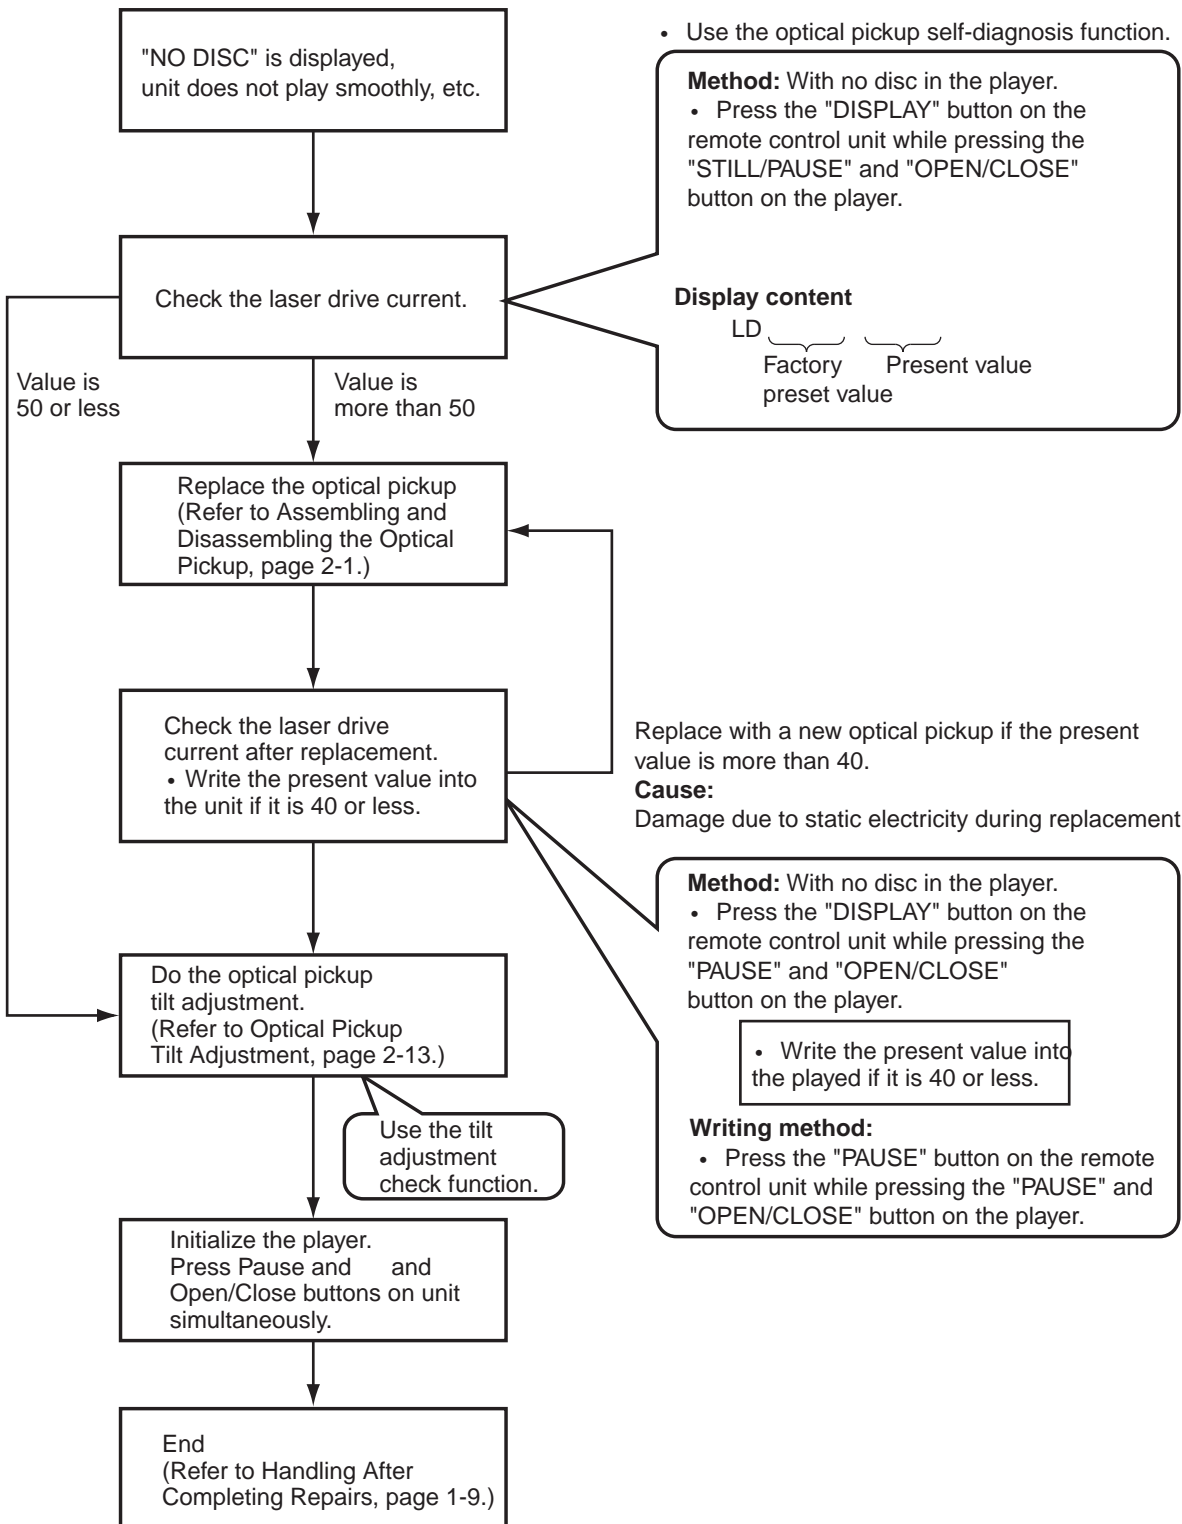 "NO DISC" is displayed,
unit does not play smoothly, etc.
• Use the optical pickup self-diagnosis function.
Method: With no disc in the player.
• Press the "DISPLAY" button on the
remote control unit while pressing the
"STILL/PAUSE" and "OPEN/CLOSE"
button on the player.
Check the laser drive current.
Display content
LD
Factory
preset value
Present value
Value is
50 or less
Value is
more than 50
Replace the optical pickup
(Refer to Assembling and
Disassembling the Optical
Pickup, page 2-1.)
Check the laser drive
current after replacement.
• Write the present value into
the unit if it is 40 or less.
Replace with a new optical pickup if the present
value is more than 40.
Cause:
Damage due to static electricity during replacement
Method: With no disc in the player.
• Press the "DISPLAY" button on the
remote control unit while pressing the
"PAUSE" and "OPEN/CLOSE"
button on the player.
• Write the present value into
the played if it is 40 or less.
Writing method:
• Press the "PAUSE" button on the remote
control unit while pressing the "PAUSE" and
"OPEN/CLOSE" button on the player.
Do the optical pickup
tilt adjustment.
(Refer to Optical Pickup
Tilt Adjustment, page 2-13.)
Use the tilt
adjustment
check function.
Initialize the player.
Press Pause and and
Open/Close buttons on unit
simultaneously.
End
(Refer to Handling After
Completing Repairs, page 1-9.)